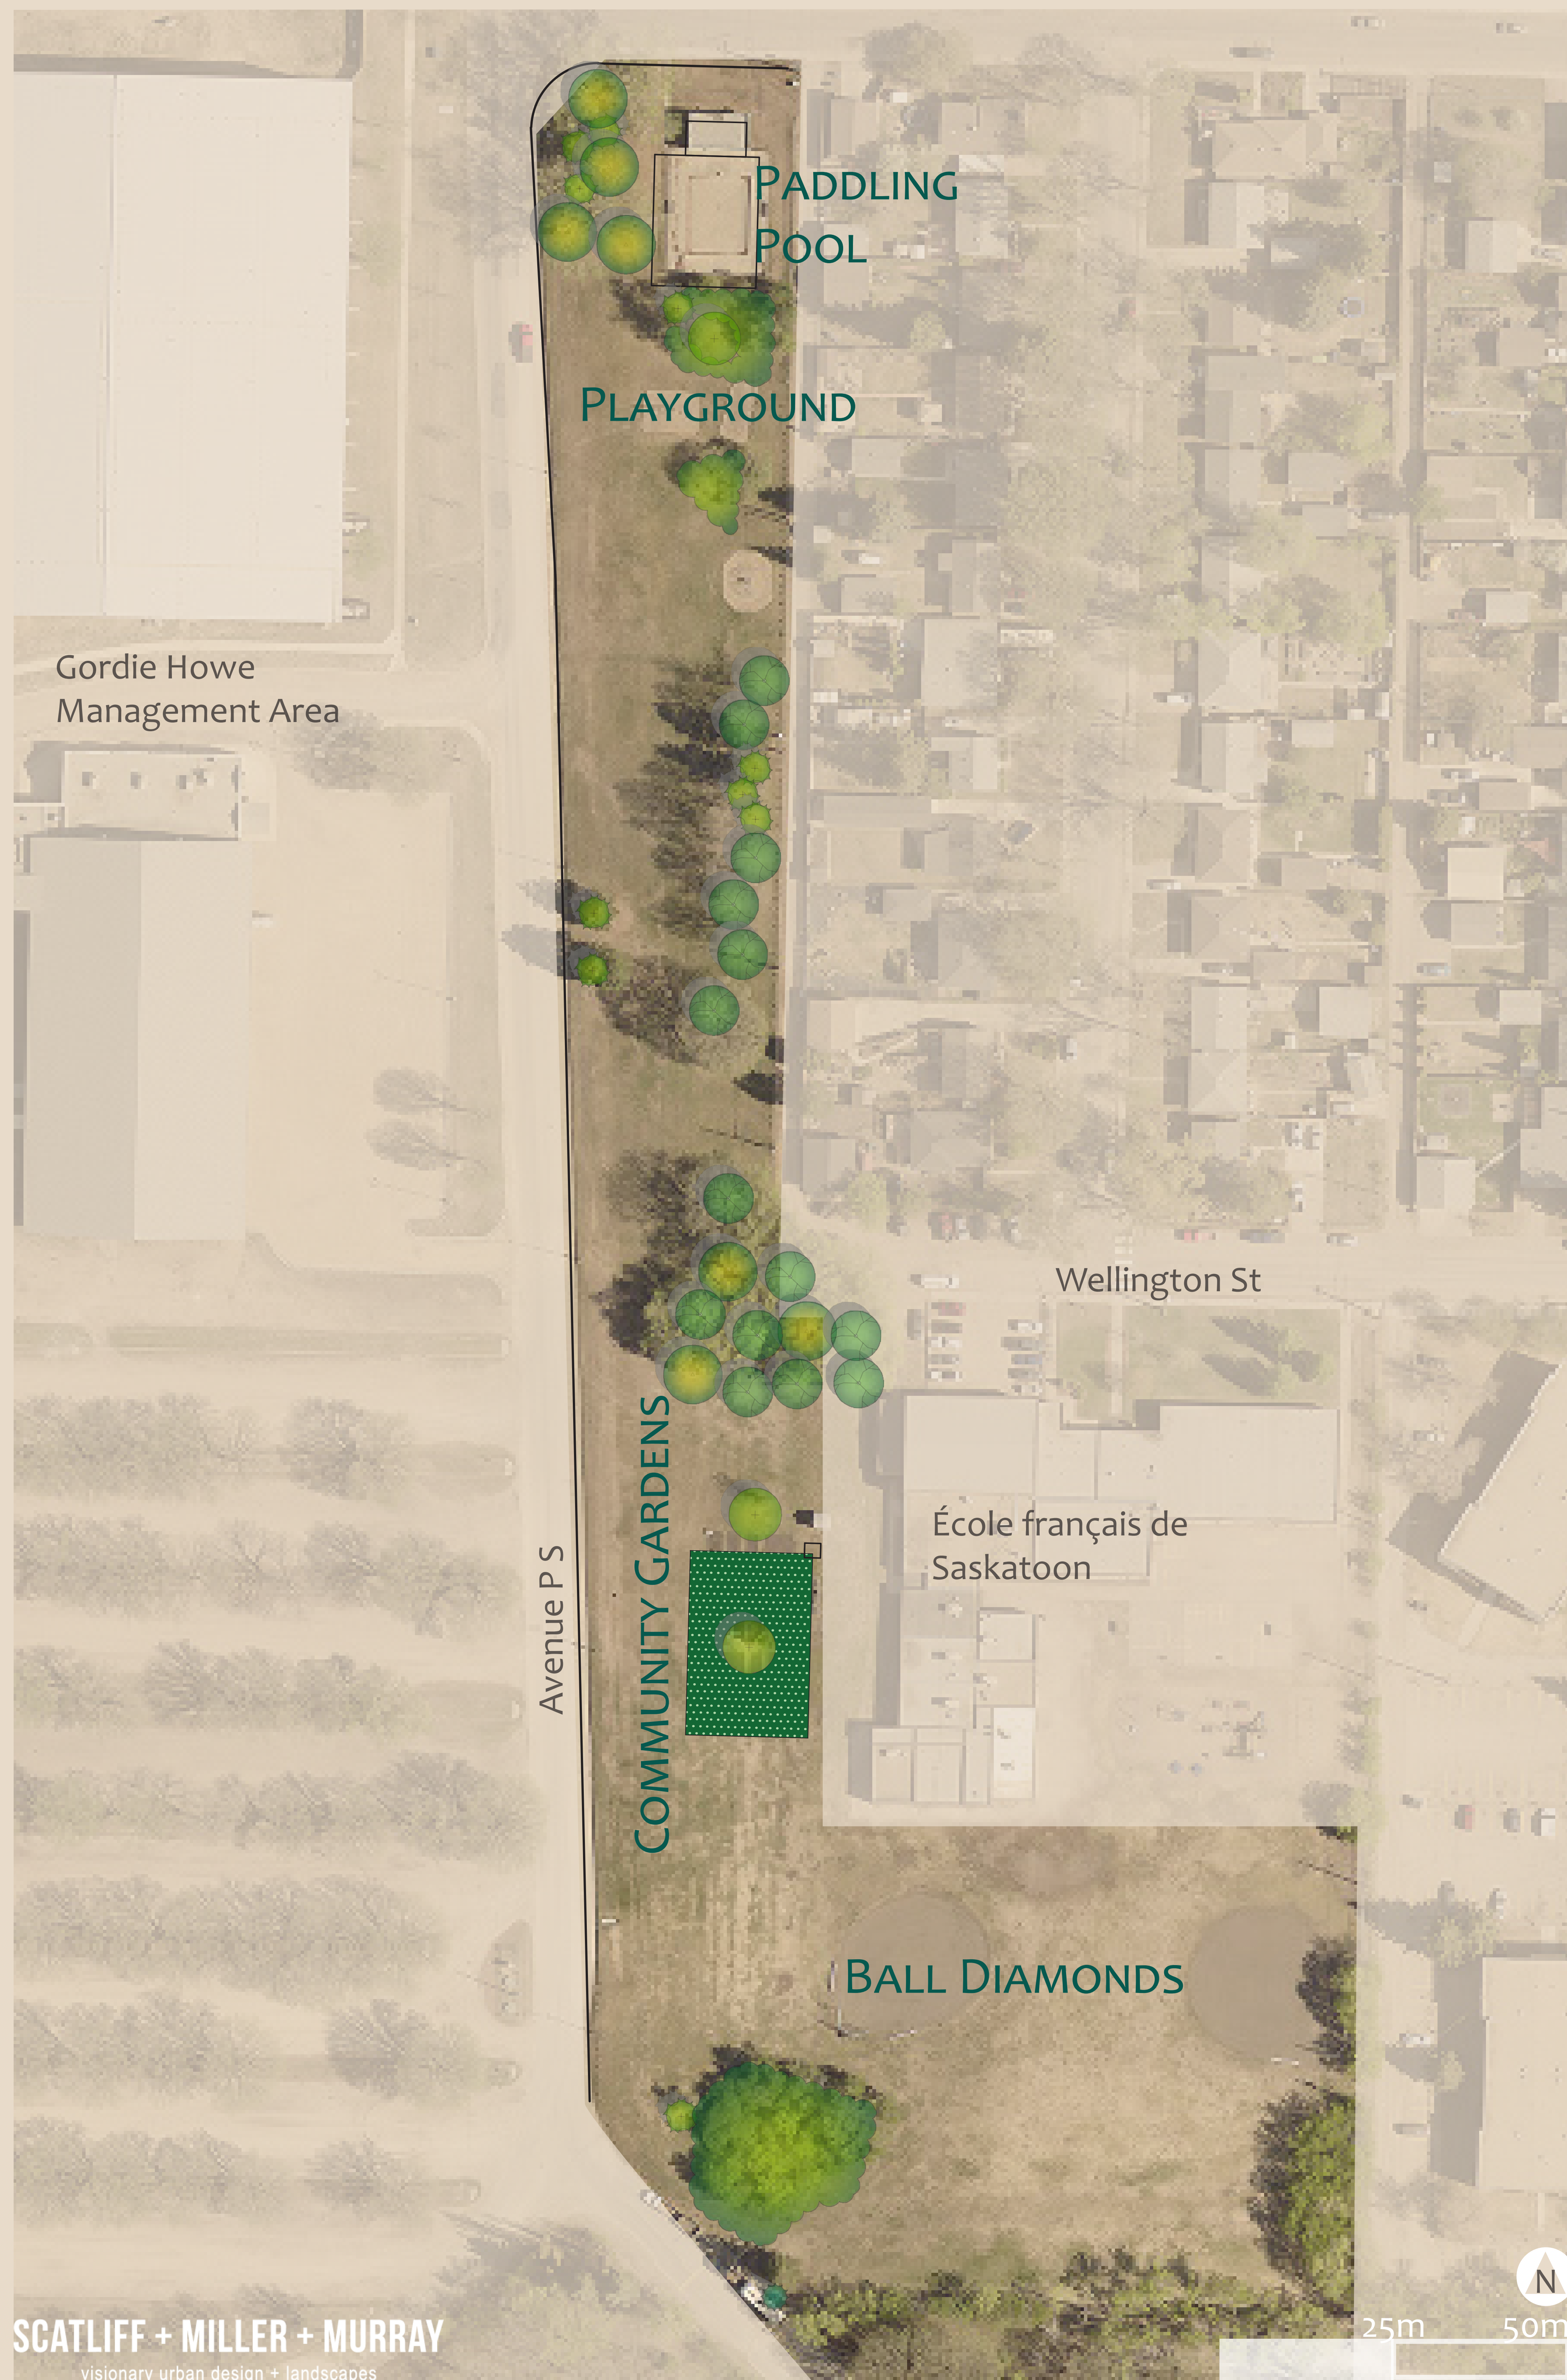 PADDLING
POOL
PLAYGROUND
Gordie Howe
Management Area
Wellington St
COMMUNITY GARDENS
École français de
Saskatoon
Avenue P S
BALL DIAMONDS
N
25m 50m
SCATLIFF + MILLER + MURRAY
visionary urban design + landscapes